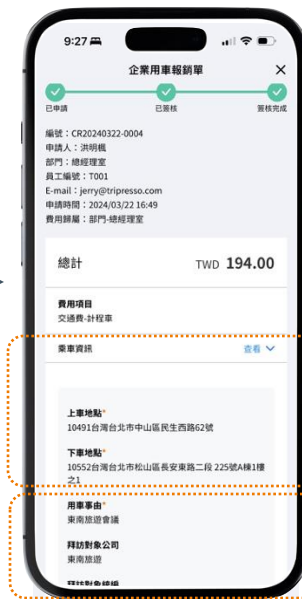 9:27
企業用車報銷單
已申請
已簽核
簽核完成
編號：CR20240322-0004
申請人：洪明楓
部門：總經理室
員工編號：T001
E-mail：jerry@tripresso.com
申請時間：2024/03/22 16:49
費用歸屬：部門-總經理室
總計 TWD 194.00
費用項目
交通費-計程車
乘車資訊 查看
上車地點*
10491台灣台北市中山區民生西路62號
下車地點*
10552台灣台北市松山區長安東路二段 225號A棟1樓
之1
用車事由*
東南旅遊會議
拜訪對象公司
東南旅遊
拜訪對象統編